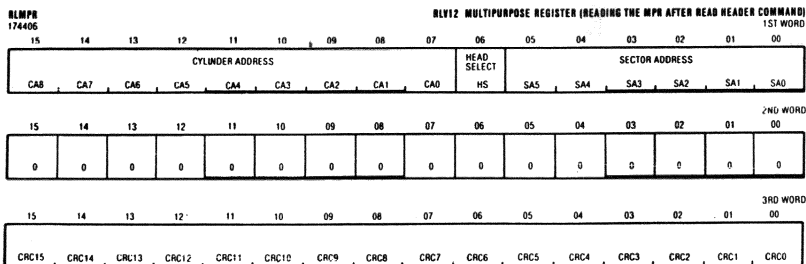 RLMPR RLV12 MULTIPURPOSE REGISTER (READING THE MPR AFTER READ HEADER COMMAND)
174406 1ST WORD
15 14 13 12 11 10 09 08 07 06 05 04 03 02 01 00
CYLINDER ADDRESS HEAD SELECT SECTOR ADDRESS
CA8 CA7 CA6 CA5 CA4 CA3 CA2 CA1 CA0 HS SA5 SA4 SA3 SA2 SA1 SA0
2ND WORD
15 14 13 12 11 10 09 08 07 06 05 04 03 02 01 00
0 0 0 0 0 0 0 0 0 0 0 0 0 0 0 0
3RD WORD
15 14 13 12 11 10 09 08 07 06 05 04 03 02 01 00
CRC15 CRC14 CRC13 CRC12 CRC11 CRC10 CRC9 CRC8 CRC7 CRC6 CRC5 CRC4 CRC3 CRC2 CRC1 CRC0